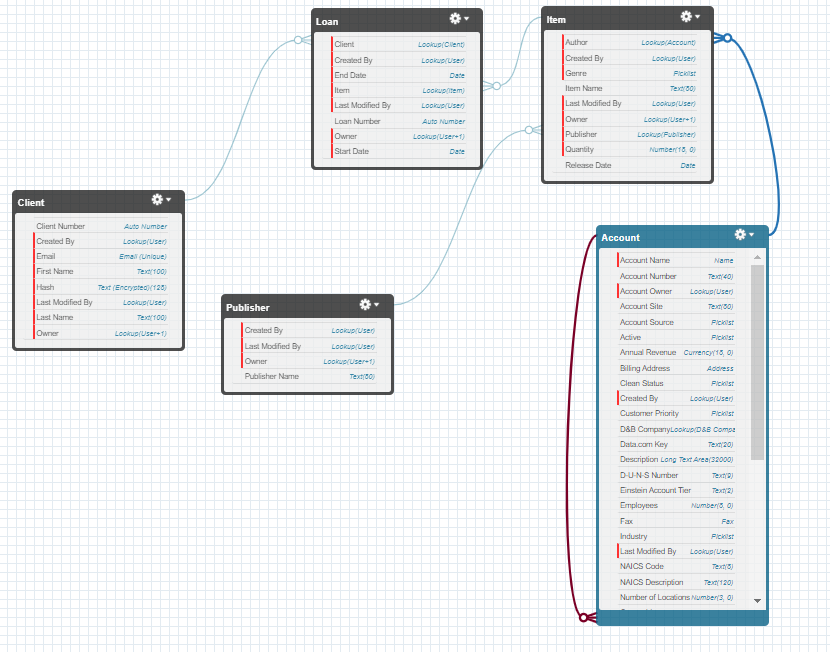 Loan
Client Lookup(Client)
Created By Lookup(User)
End Date Date
Item Lookup(Item)
Last Modified By Lookup(User)
Loan Number Auto Number
Owner Lookup(User+1)
Start Date Date
Item
Author Lookup(Account)
Created By Lookup(User)
Genre Picklist
Item Name Text(80)
Last Modified By Lookup(User)
Owner Lookup(User+1)
Publisher Lookup(Publisher)
Quantity Number(18, 0)
Release Date Date
Client
Client Number Auto Number
Created By Lookup(User)
Email Email (Unique)
First Name Text(100)
Hash Text (Encrypted)(128)
Last Modified By Lookup(User)
Last Name Text(100)
Owner Lookup(User+1)
Publisher
Created By Lookup(User)
Last Modified By Lookup(User)
Owner Lookup(User+1)
Publisher Name Text(80)
Account
Account Name Name
Account Number Text(40)
Account Owner Lookup(User)
Account Site Text(80)
Account Source Picklist
Active Picklist
Annual Revenue Currency(18, 0)
Billing Address Address
Clean Status Picklist
Created By Lookup(User)
Customer Priority Picklist
D&B Company Lookup(D&B Compa
Data.com Key Text(20)
Description Long Text Area(32000)
D-U-N-S Number Text(9)
Einstein Account Tier Text(2)
Employees Number(8, 0)
Fax Fax
Industry Picklist
Last Modified By Lookup(User)
NAICS Code Text(8)
NAICS Description Text(120)
Number of Locations Number(3, 0)